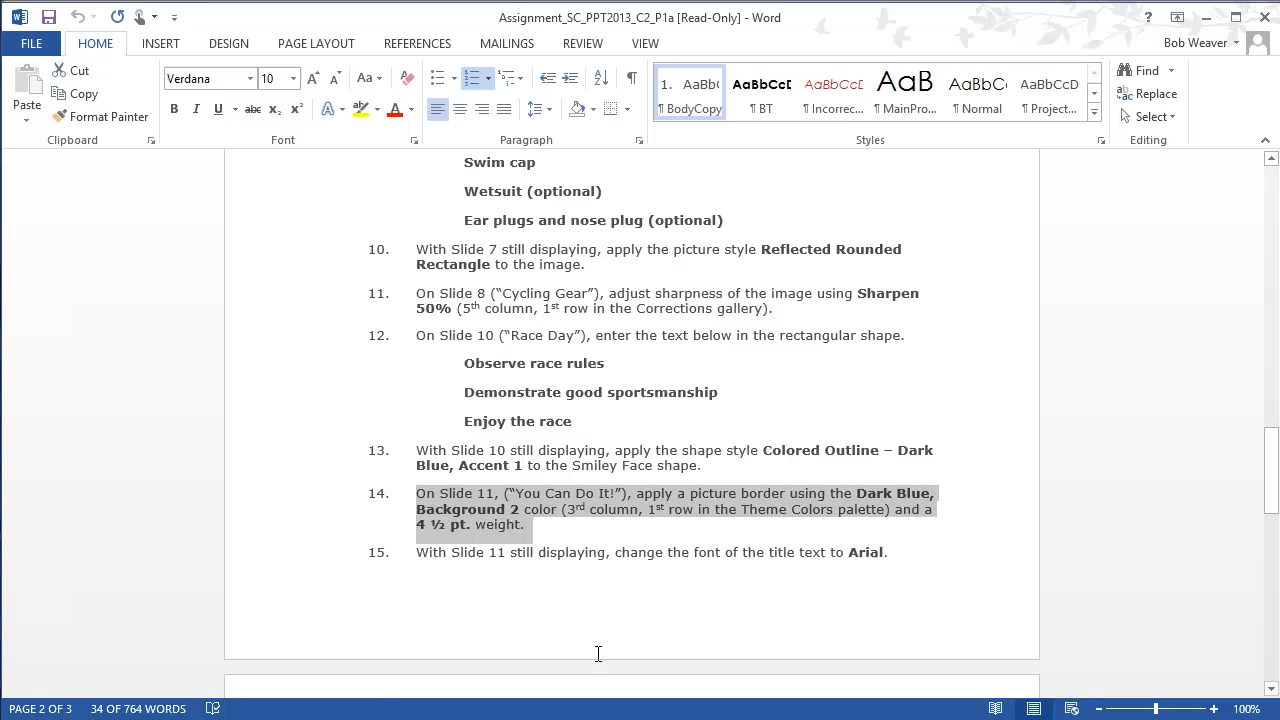 Assignment_SC_PPT2013_C2_P1a [Read-Only] - Word
FILE HOME INSERT DESIGN PAGE LAYOUT REFERENCES MAILINGS REVIEW VIEW Bob Weaver
Paste Cut Copy Format Painter
Clipboard
Verdana 10 Aa
B I U abc x₂ x² A A
Font
Paragraph
1. AaBb( AaBbCcD AaBbCcD AaB AaBbC AaBbCcD
¶ BodyCopy ¶ BT ¶ Incorrec... ¶ MainPro... ¶ Normal ¶ Project...
Styles
Find
Replace
Select
Editing
Swim cap
Wetsuit (optional)
Ear plugs and nose plug (optional)
10. With Slide 7 still displaying, apply the picture style Reflected Rounded
Rectangle to the image.
11. On Slide 8 (“Cycling Gear”), adjust sharpness of the image using Sharpen
50% (5th column, 1st row in the Corrections gallery).
12. On Slide 10 (“Race Day”), enter the text below in the rectangular shape.
Observe race rules
Demonstrate good sportsmanship
Enjoy the race
13. With Slide 10 still displaying, apply the shape style Colored Outline – Dark
Blue, Accent 1 to the Smiley Face shape.
14. On Slide 11, (“You Can Do It!”), apply a picture border using the Dark Blue,
Background 2 color (3rd column, 1st row in the Theme Colors palette) and a
4 ½ pt. weight.
15. With Slide 11 still displaying, change the font of the title text to Arial.
PAGE 2 OF 3 34 OF 764 WORDS 100%